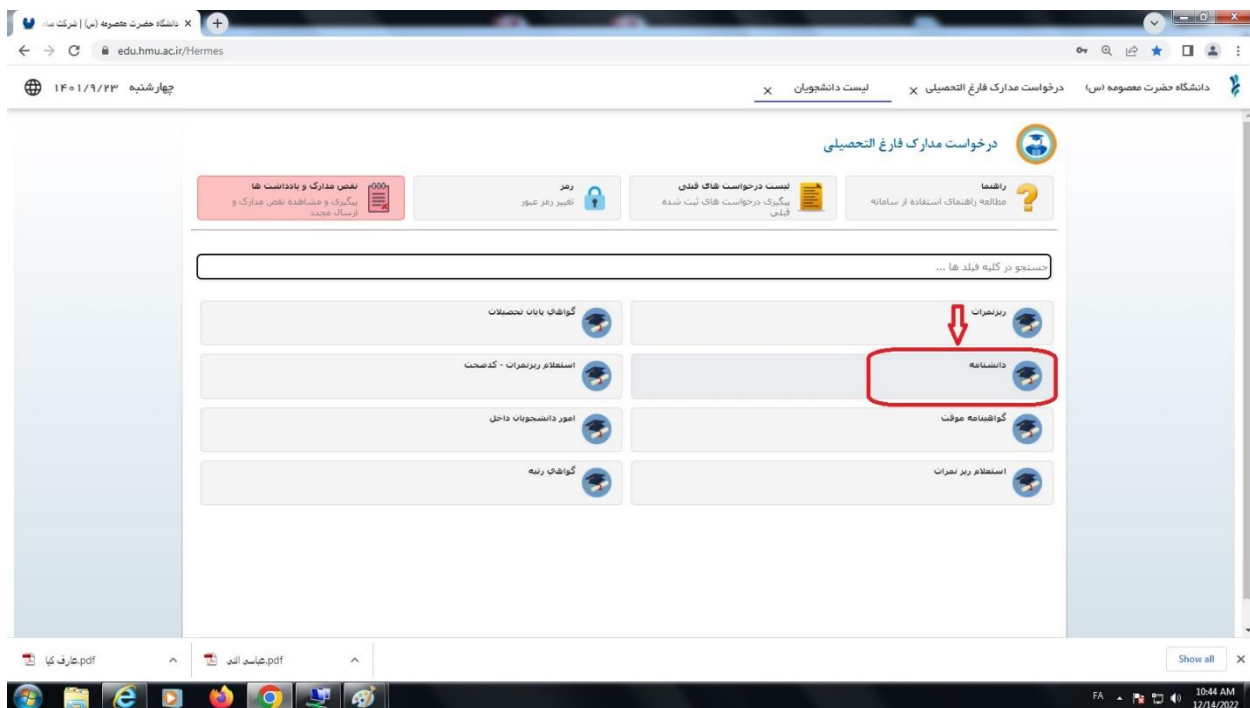 دانشگاه حضرت معصومه (س) | شرکت سا
edu.hmu.ac.ir/Hermes
دانشگاه حضرت معصومه (س)
درخواست مدارک فارغ التحصیلی ×
لیست دانشجویان ×
چهارشنبه ۱۴۰۱/۹/۲۳
درخواست مدارک فارغ التحصیلی
راهنما
مطالعه راهنمای استفاده از سامانه
لیست درخواست های قبلی
پیگیری درخواست های ثبت شده
قبلی
رمز
تغییر رمز عبور
نقص مدارک و یادداشت ها
پیگیری و مشاهده نقص مدارک و
ارسال مجدد
جستجو در کلیه فیلد ها ...
ریزنمرات
گواهی پایان تحصیلات
دانشنامه
استعلام ریزنمرات - کدصحت
گواهینامه موقت
امور دانشجویان داخل
استعلام ریز نمرات
گواهی رتبه
عارف کیا.pdf
عباسی التی.pdf
Show all
FA
10:44 AM
12/14/2022